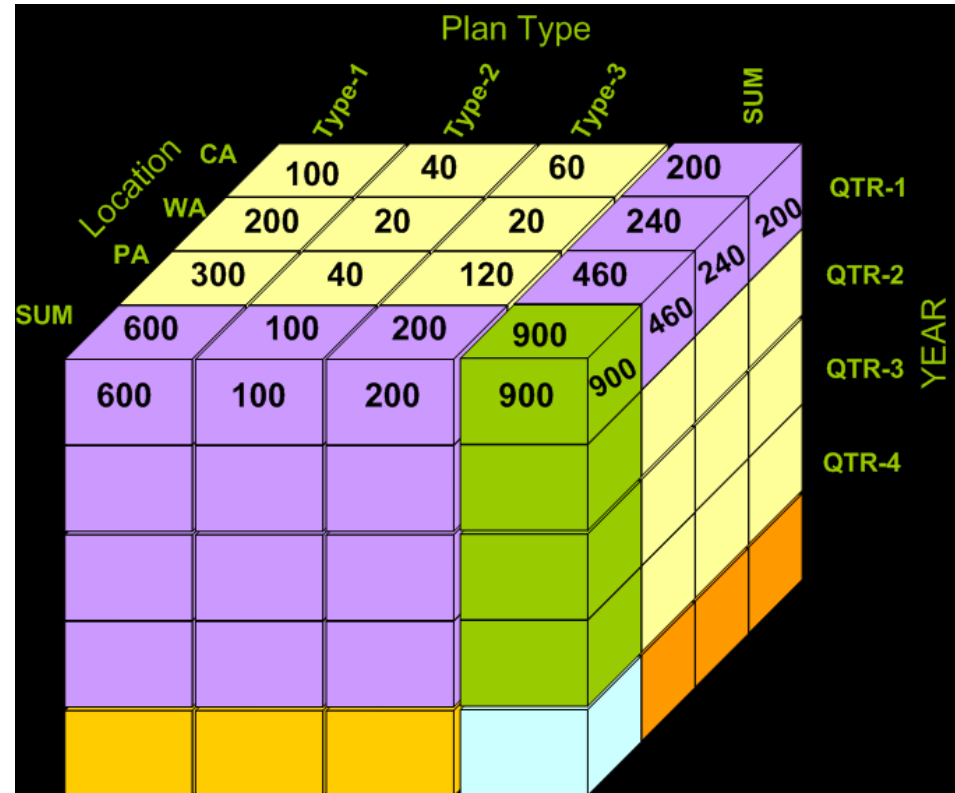 Plan Type
Type-1 Type-2 Type-3 SUM
Location
CA 100 40 60 200 200 QTR-1
WA 200 20 20 240 240
PA 300 40 120 460 460 QTR-2
SUM 600 100 200 900 900
600 100 200 900
QTR-3
YEAR
QTR-4